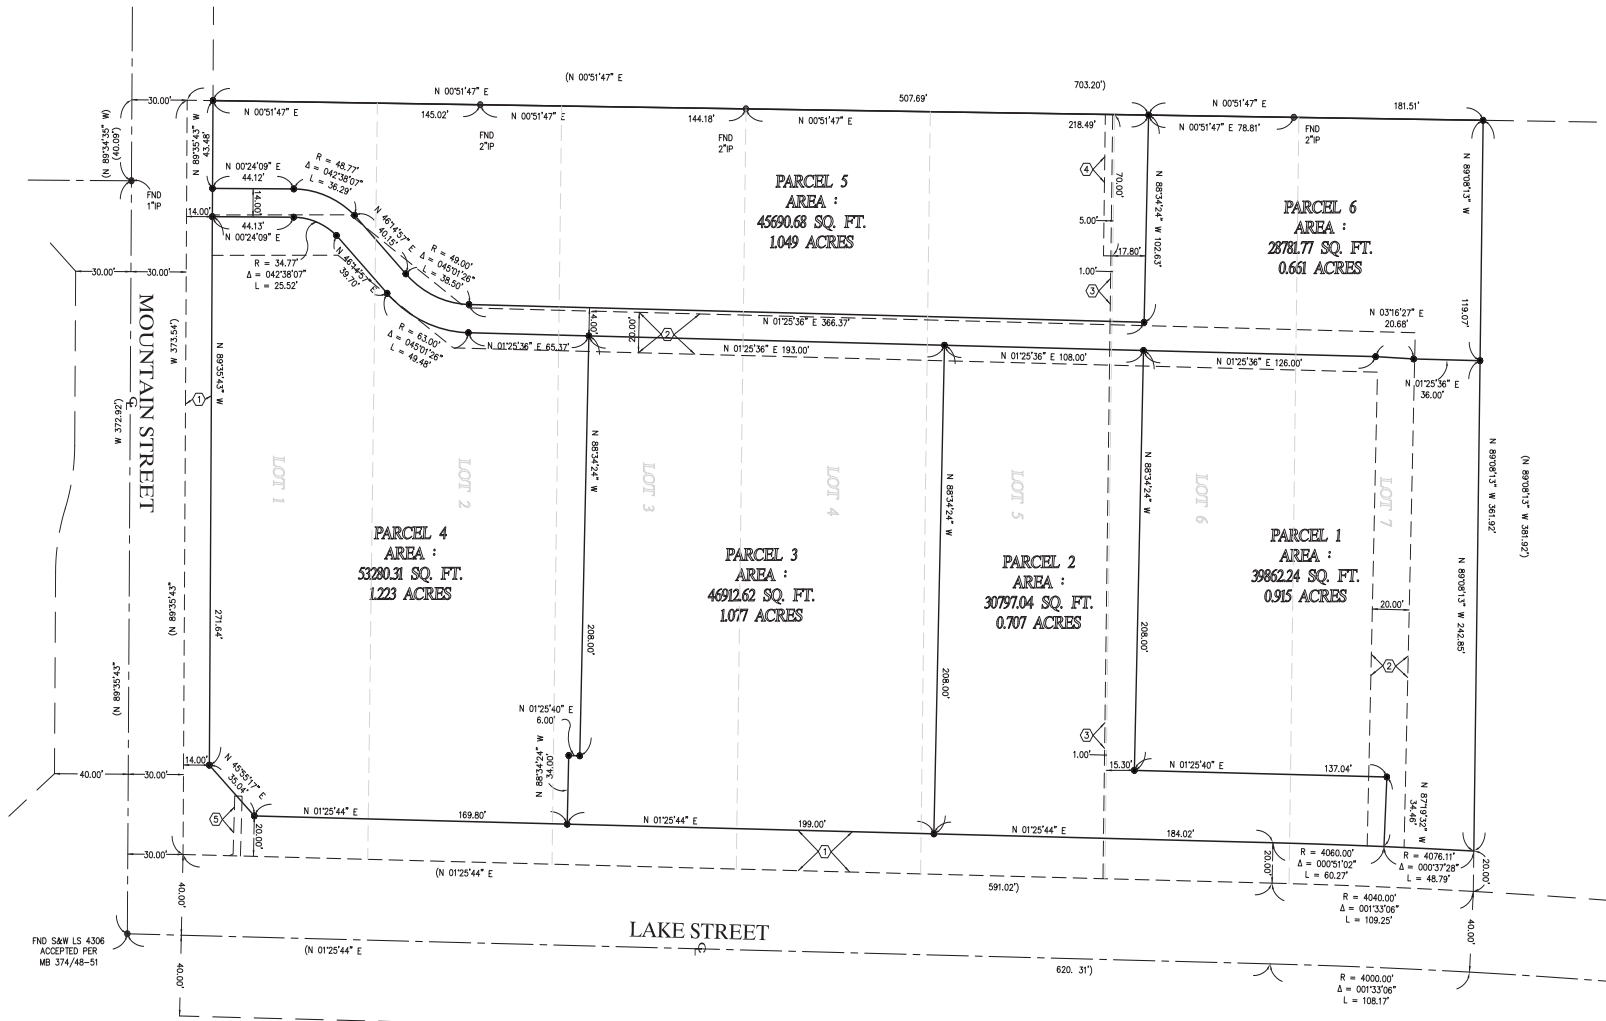 (N 00°51'47" E
703.20')
N 00°51'47" E
507.69'
N 00°51'47" E
181.51'
30.00'
N 00°51'47" E
145.02'
N 00°51'47" E
144.18'
N 00°51'47" E
218.49'
N 00°51'47" E 78.81'
FND
2"IP
FND
2"IP
FND
2"IP
(N 89°34'35" W)
(40.09')
N 89°35'43" W
43.48'
FND
1"IP
N 00°24'09" E
44.12'
R = 48.77'
Δ = 042°38'07"
L = 36.29'
14.00'
14.00'
44.13'
N 00°24'09" E
N 46°14'57" E
40.15'
R = 49.00'
Δ = 045°01'26"
L = 38.50'
R = 34.77'
Δ = 042°38'07"
L = 25.52'
N 46°14'57" E
39.70'
R = 63.00'
Δ = 045°01'26"
L = 49.48'
PARCEL 5
AREA :
45690.68 SQ. FT.
1.049 ACRES
4
70.00'
5.00'
17.80'
1.00'
3
N 88°34'24" W 102.63'
PARCEL 6
AREA :
28781.77 SQ. FT.
0.661 ACRES
N 89°08'13" W
119.07'
N 03°16'27" E
20.68'
30.00'
30.00'
MOUNTAIN STREET
14.00'
20.00'
2
N 01°25'36" E 366.37'
N 01°25'36" E 65.37'
N 01°25'36" E 193.00'
N 01°25'36" E 108.00'
N 01°25'36" E 126.00'
N 01°25'36" E
36.00'
W 373.54')
(N 89°35'43"
W 372.92')
(N 89°35'43"
N 89°35'43" W
271.64'
1
LOT 1
LOT 2
LOT 3
LOT 4
LOT 5
LOT 6
LOT 7
N 88°34'24" W
208.00'
N 88°34'24" W
208.00'
N 88°34'24" W
208.00'
N 89°08'13" W 361.92'
(N 89°08'13" W 381.92')
N 89°08'13" W 242.85'
PARCEL 4
AREA :
53280.31 SQ. FT.
1.223 ACRES
PARCEL 3
AREA :
46912.62 SQ. FT.
1.077 ACRES
PARCEL 2
AREA :
30797.04 SQ. FT.
0.707 ACRES
PARCEL 1
AREA :
39862.24 SQ. FT.
0.915 ACRES
20.00'
2
N 01°25'40" E
6.00'
N 88°34'24" W
34.00'
3
1.00'
15.30'
N 01°25'40" E
137.04'
N 87°19'32" W
34.46'
40.00'
30.00'
14.00'
N 45°55'17" E
35.04'
5
20.00'
N 01°25'44" E
169.80'
N 01°25'44" E
199.00'
1
N 01°25'44" E
184.02'
30.00'
(N 01°25'44" E
591.02')
20.00'
R = 4060.00'
Δ = 000°51'02"
L = 60.27'
R = 4076.11'
Δ = 000°37'28"
L = 48.79'
20.00'
R = 4040.00'
Δ = 001°33'06"
L = 109.25'
40.00'
40.00'
40.00'
LAKE STREET
FND S&W LS 4306
ACCEPTED PER
MB 374/48-51
(N 01°25'44" E
620. 31')
R = 4000.00'
Δ = 001°33'06"
L = 108.17'